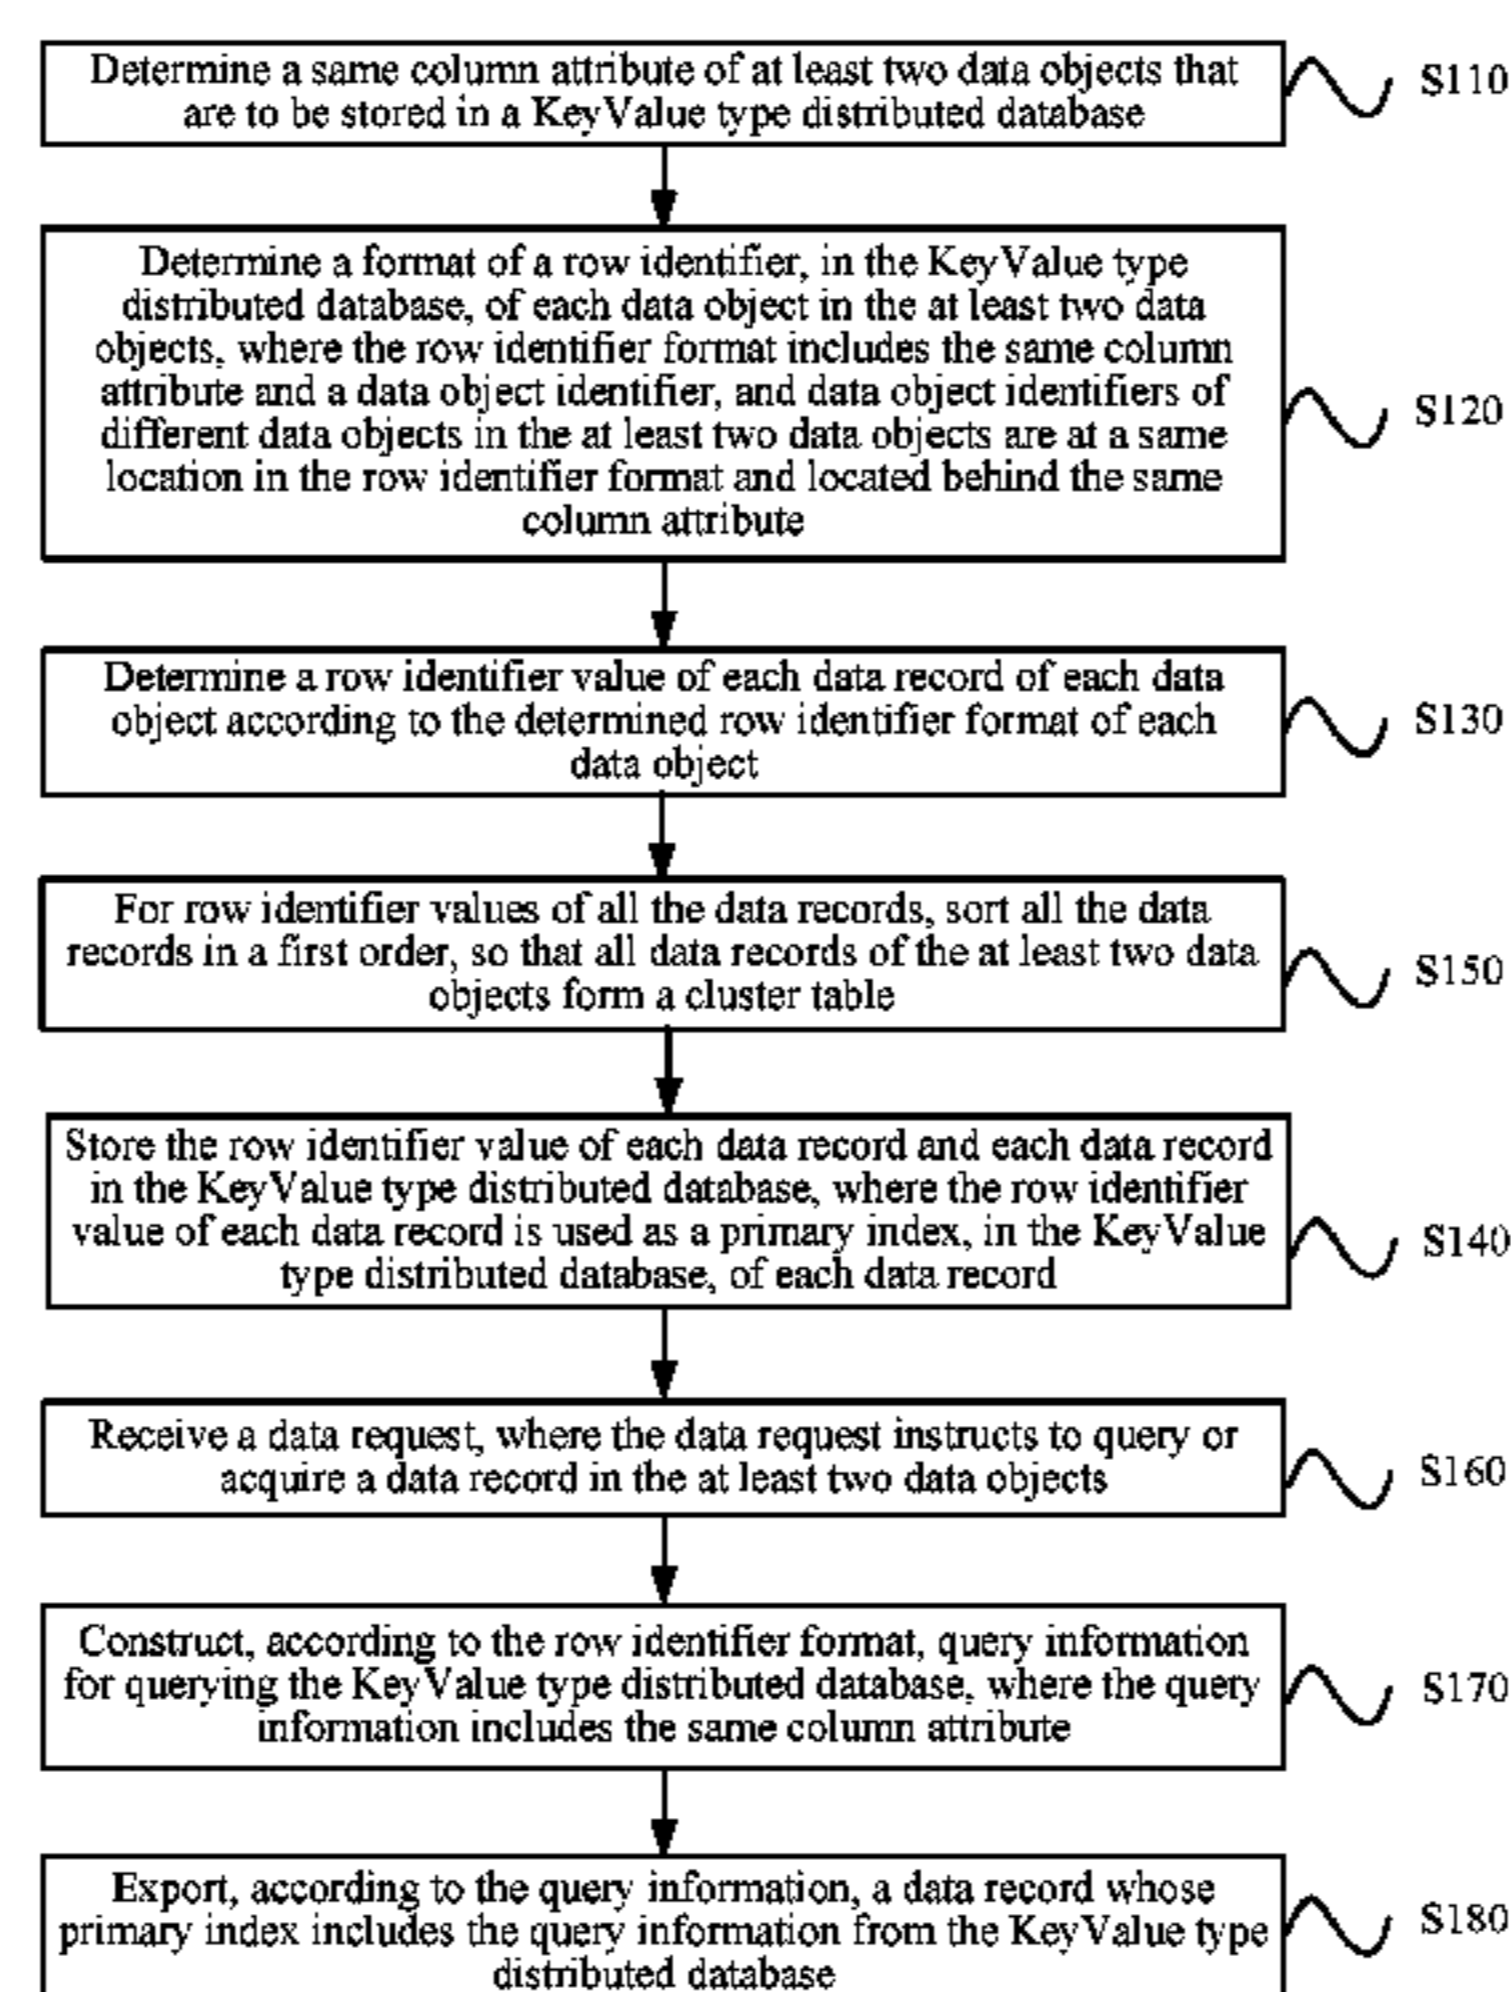 Determine a same column attribute of at least two data objects that
are to be stored in a KeyValue type distributed database
S110
Determine a format of a row identifier, in the KeyValue type
distributed database, of each data object in the at least two data
objects, where the row identifier format includes the same column
attribute and a data object identifier, and data object identifiers of
different data objects in the at least two data objects are at a same
location in the row identifier format and located behind the same
column attribute
S120
Determine a row identifier value of each data record of each data
object according to the determined row identifier format of each
data object
S130
For row identifier values of all the data records, sort all the data
records in a first order, so that all data records of the at least two data
objects form a cluster table
S150
Store the row identifier value of each data record and each data record
in the KeyValue type distributed database, where the row identifier
value of each data record is used as a primary index, in the KeyValue
type distributed database, of each data record
S140
Receive a data request, where the data request instructs to query or
acquire a data record in the at least two data objects
S160
Construct, according to the row identifier format, query information
for querying the KeyValue type distributed database, where the query
information includes the same column attribute
S170
Export, according to the query information, a data record whose
primary index includes the query information from the KeyValue type
distributed database
S180